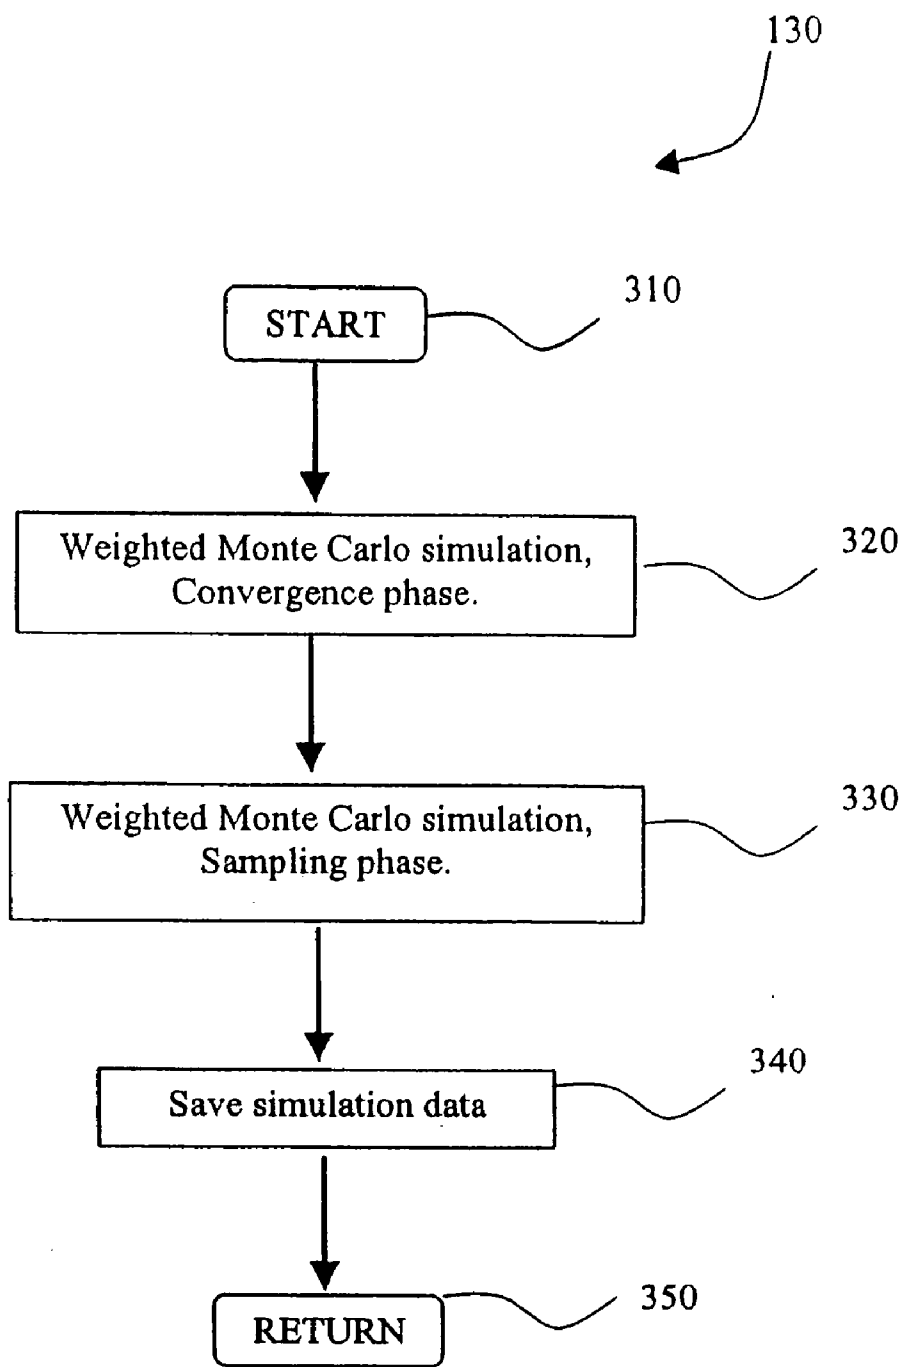 130
START
310
Weighted Monte Carlo simulation,
Convergence phase.
320
Weighted Monte Carlo simulation,
Sampling phase.
330
Save simulation data
340
RETURN
350